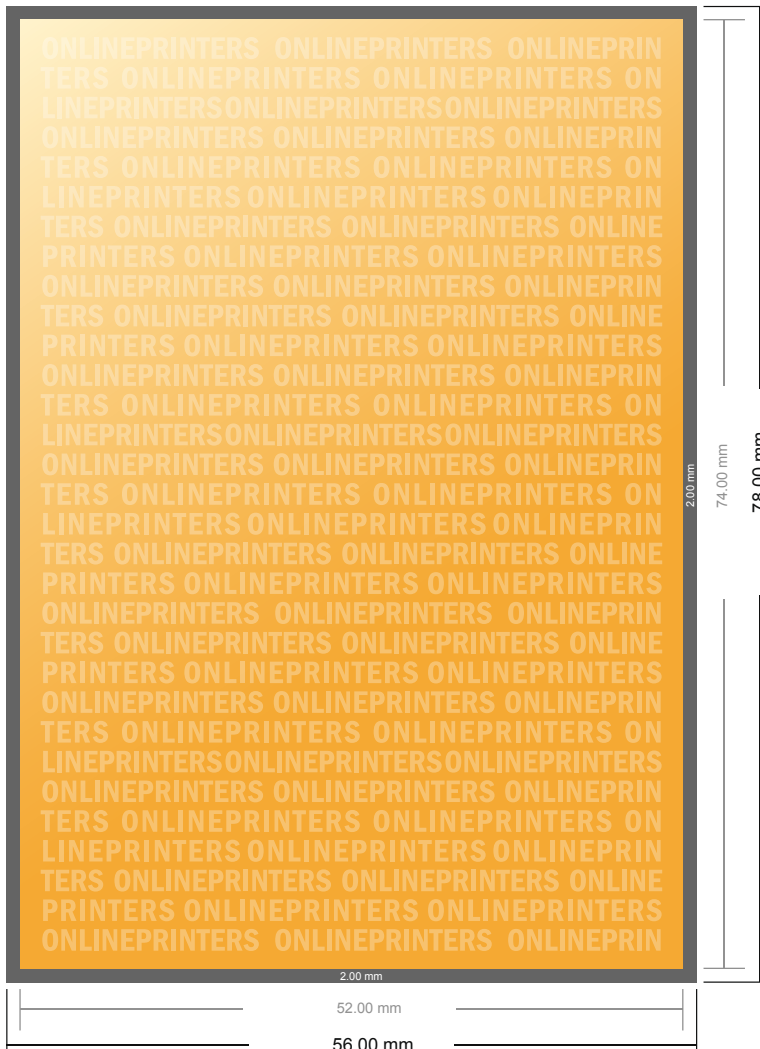 ONLINEPRINTERS ONLINEPRINTERS ONLINEPRIN
TERS ONLINEPRINTERS ONLINEPRINTERS ON
LINEPRINTERSONLINEPRINTERSONLINEPRINTERS
ONLINEPRINTERS ONLINEPRINTERS ONLINEPRIN
TERS ONLINEPRINTERS ONLINEPRINTERS ON
LINEPRINTERS ONLINEPRINTERS ONLINEPRIN
TERS ONLINEPRINTERS ONLINEPRINTERS ONLINE
PRINTERS ONLINEPRINTERS ONLINEPRINTERS
ONLINEPRINTERS ONLINEPRINTERS ONLINEPRIN
TERS ONLINEPRINTERS ONLINEPRINTERS ONLINE
PRINTERS ONLINEPRINTERS ONLINEPRINTERS
ONLINEPRINTERS ONLINEPRINTERS ONLINEPRIN
TERS ONLINEPRINTERS ONLINEPRINTERS ON
LINEPRINTERSONLINEPRINTERSONLINEPRINTERS
ONLINEPRINTERS ONLINEPRINTERS ONLINEPRIN
TERS ONLINEPRINTERS ONLINEPRINTERS ON
LINEPRINTERS ONLINEPRINTERS ONLINEPRIN
TERS ONLINEPRINTERS ONLINEPRINTERS ONLINE
PRINTERS ONLINEPRINTERS ONLINEPRINTERS
ONLINEPRINTERS ONLINEPRINTERS ONLINEPRIN
TERS ONLINEPRINTERS ONLINEPRINTERS ONLINE
PRINTERS ONLINEPRINTERS ONLINEPRINTERS
ONLINEPRINTERS ONLINEPRINTERS ONLINEPRIN
TERS ONLINEPRINTERS ONLINEPRINTERS ON
LINEPRINTERSONLINEPRINTERSONLINEPRINTERS
ONLINEPRINTERS ONLINEPRINTERS ONLINEPRIN
TERS ONLINEPRINTERS ONLINEPRINTERS ON
LINEPRINTERS ONLINEPRINTERS ONLINEPRIN
TERS ONLINEPRINTERS ONLINEPRINTERS ONLINE
PRINTERS ONLINEPRINTERS ONLINEPRINTERS
ONLINEPRINTERS ONLINEPRINTERS ONLINEPRIN
2.00 mm
74.00 mm
78.00 mm
2.00 mm
52.00 mm
56.00 mm